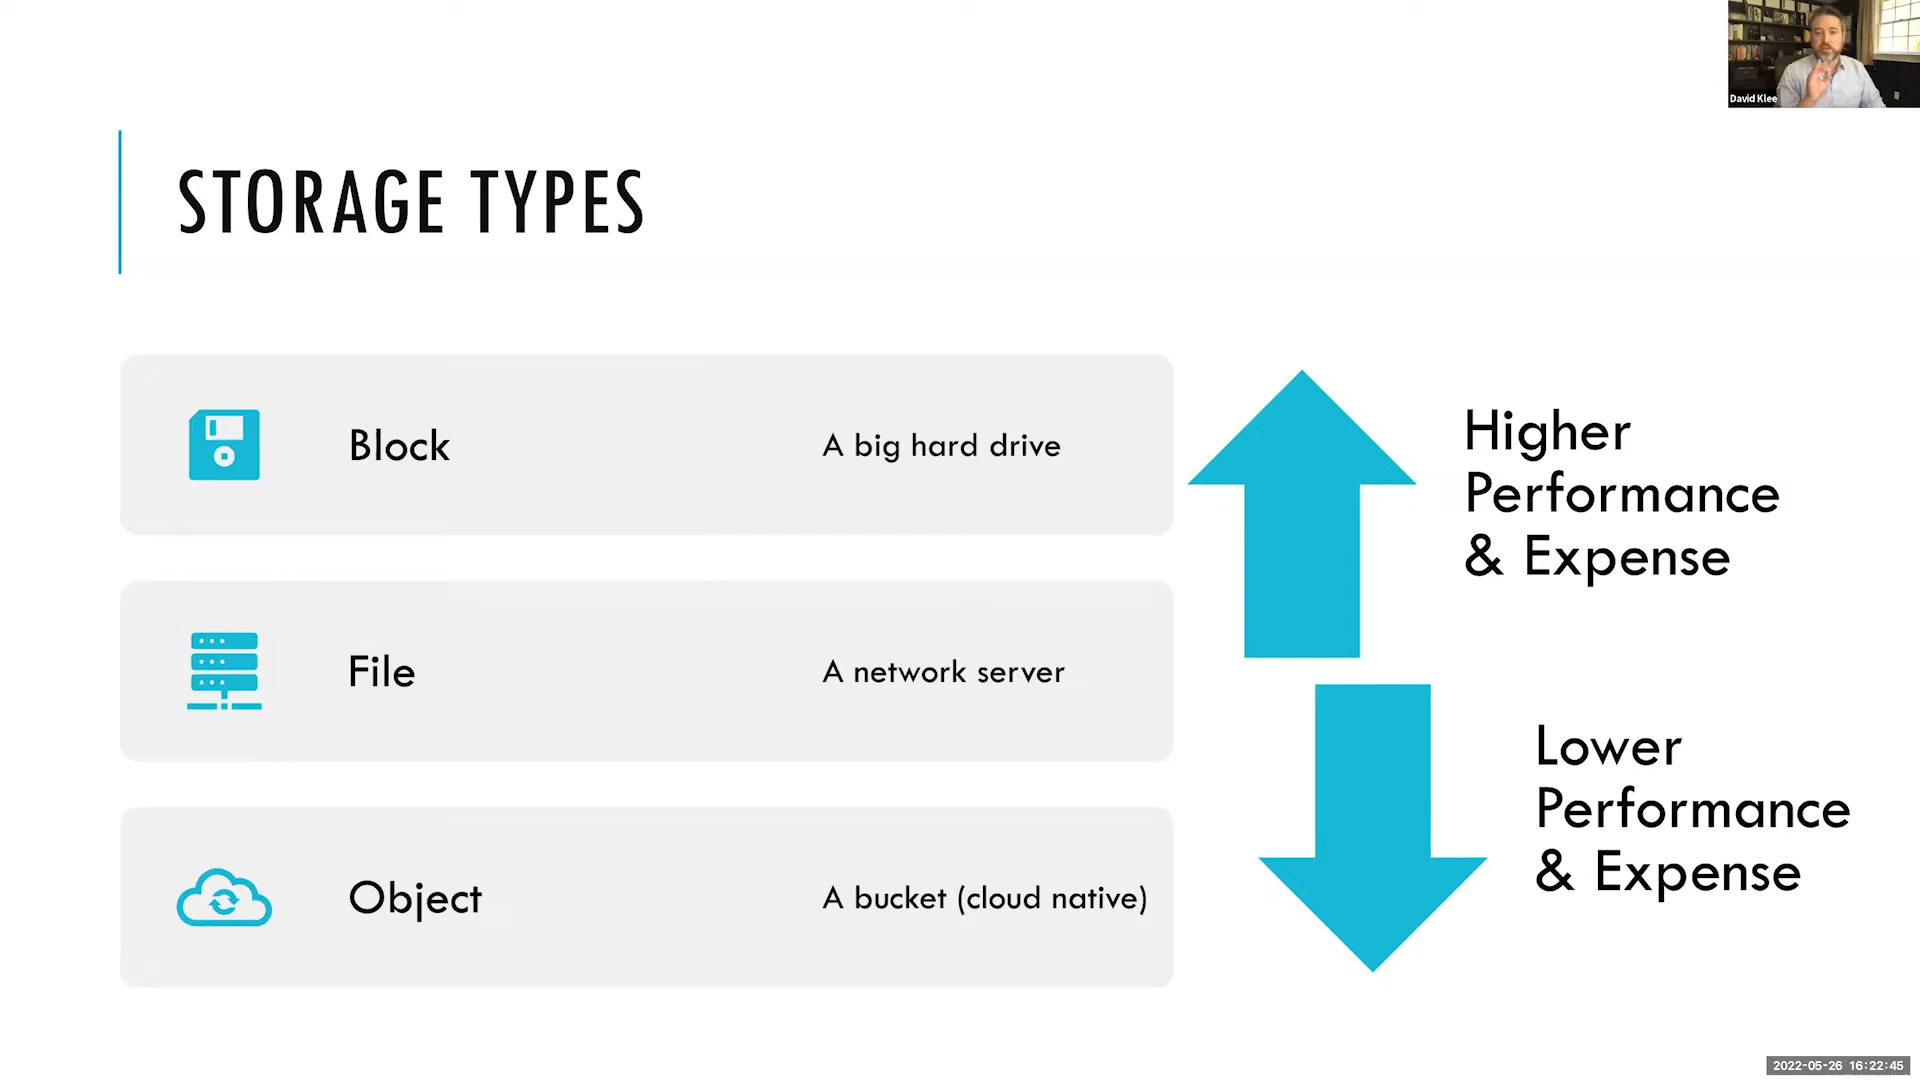 David Klee
STORAGE TYPES
Block
A big hard drive
File
A network server
Object
A bucket (cloud native)
Higher
Performance
& Expense
Lower
Performance
& Expense
2022-05-26 16:22:45